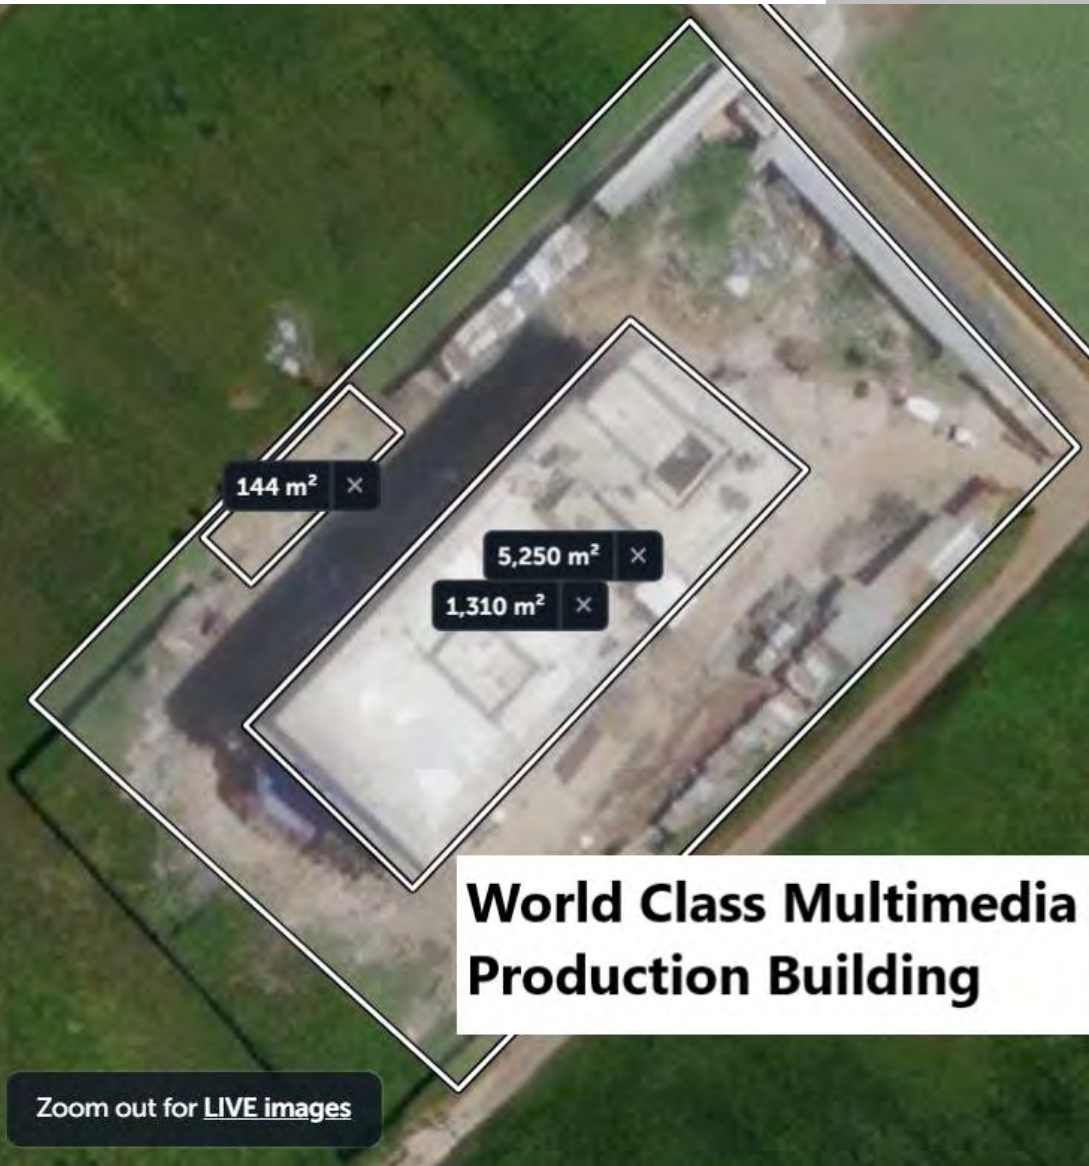 144 m² ×
5,250 m² ×
1,310 m² ×
World Class Multimedia
Production Building
Zoom out for LIVE images